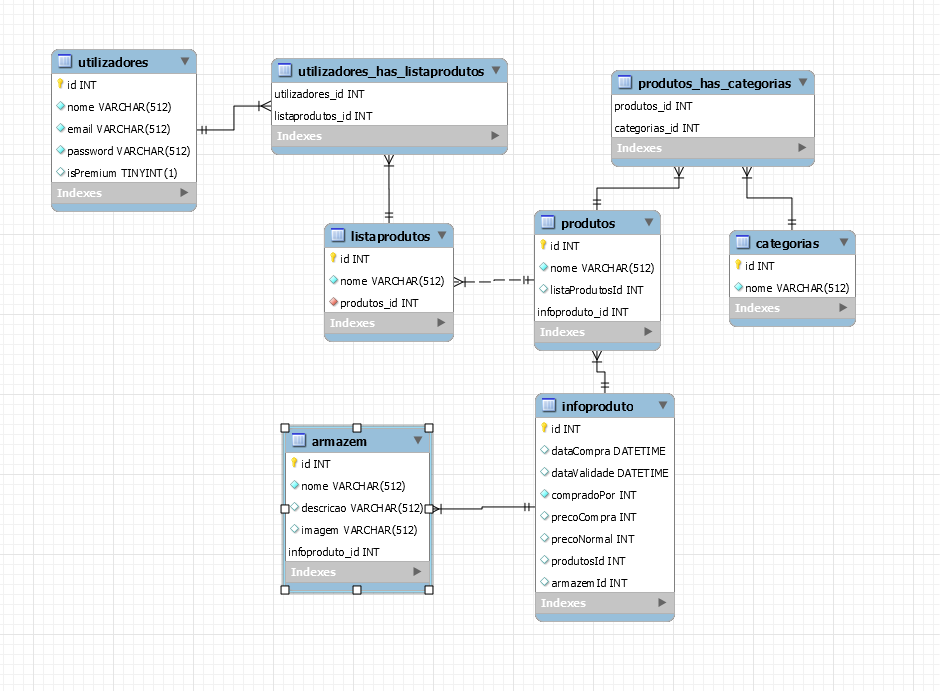 utilizadores
id INT
nome VARCHAR(512)
email VARCHAR(512)
password VARCHAR(512)
isPremium TINYINT(1)
Indexes
utilizadores_has_listaprodutos
utilizadores_id INT
listaprodutos_id INT
Indexes
produtos_has_categorias
produtos_id INT
categorias_id INT
Indexes
listaprodutos
id INT
nome VARCHAR(512)
produtos_id INT
Indexes
produtos
id INT
nome VARCHAR(512)
listaProdutosId INT
infoproduto_id INT
Indexes
categorias
id INT
nome VARCHAR(512)
Indexes
armazem
id INT
nome VARCHAR(512)
descricao VARCHAR(512)
imagem VARCHAR(512)
infoproduto_id INT
Indexes
infoproduto
id INT
dataCompra DATETIME
dataValidade DATETIME
compradoPor INT
precoCompra INT
precoNormal INT
produtosId INT
armazemId INT
Indexes